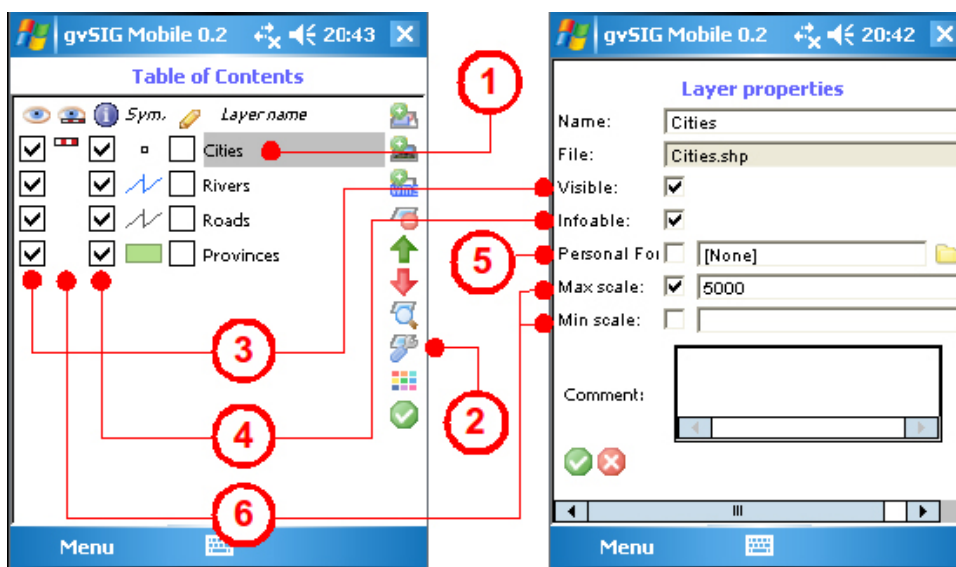 gvSIG Mobile 0.2 20:43
Table of Contents
Sym. Layer name
Cities
Rivers
Roads
Provinces
Menu
1
2
3
4
5
6
gvSIG Mobile 0.2 20:42
Layer properties
Name: Cities
File: Cities.shp
Visible:
Infoable:
Personal For [None]
Max scale: 5000
Min scale:
Comment:
Menu